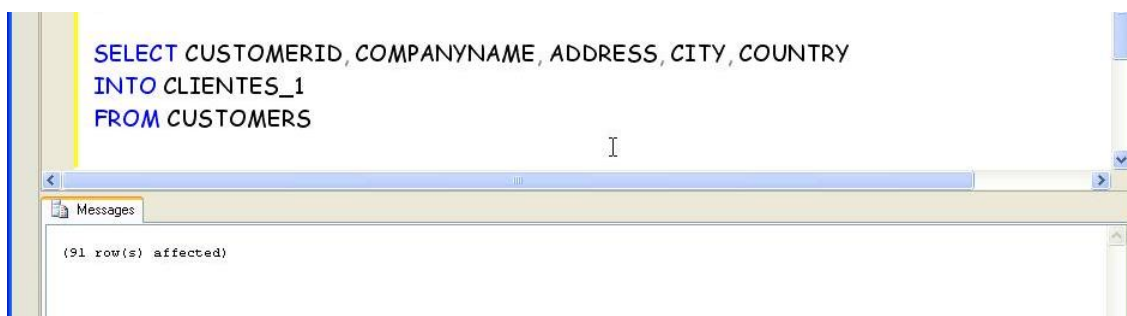 SELECT CUSTOMERID, COMPANYNAME, ADDRESS, CITY, COUNTRY
INTO CLIENTES_1
FROM CUSTOMERS
Messages
(91 row(s) affected)